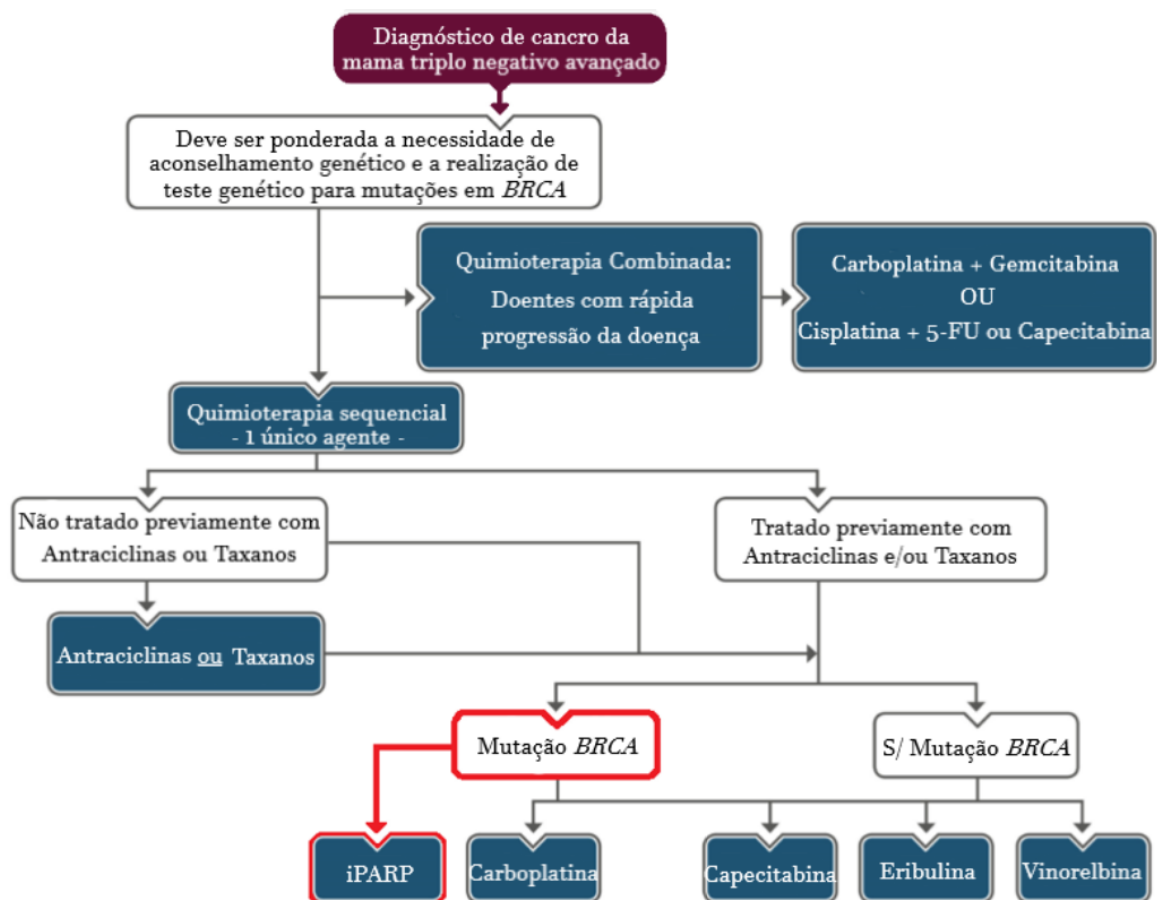 Diagnóstico de cancro da
mama triplo negativo avançado
Deve ser ponderada a necessidade de
aconselhamento genético e a realização de
teste genético para mutações em BRCA
Quimioterapia Combinada:
Doentes com rápida
progressão da doença
Carboplatina + Gemcitabina
OU
Cisplatina + 5-FU ou Capecitabina
Quimioterapia sequencial
- 1 único agente -
Não tratado previamente com
Antraciclinas ou Taxanos
Tratado previamente com
Antraciclinas e/ou Taxanos
Antraciclinas ou Taxanos
Mutação BRCA
S/ Mutação BRCA
iPARP
Carboplatina
Capecitabina
Eribulina
Vinorelbina